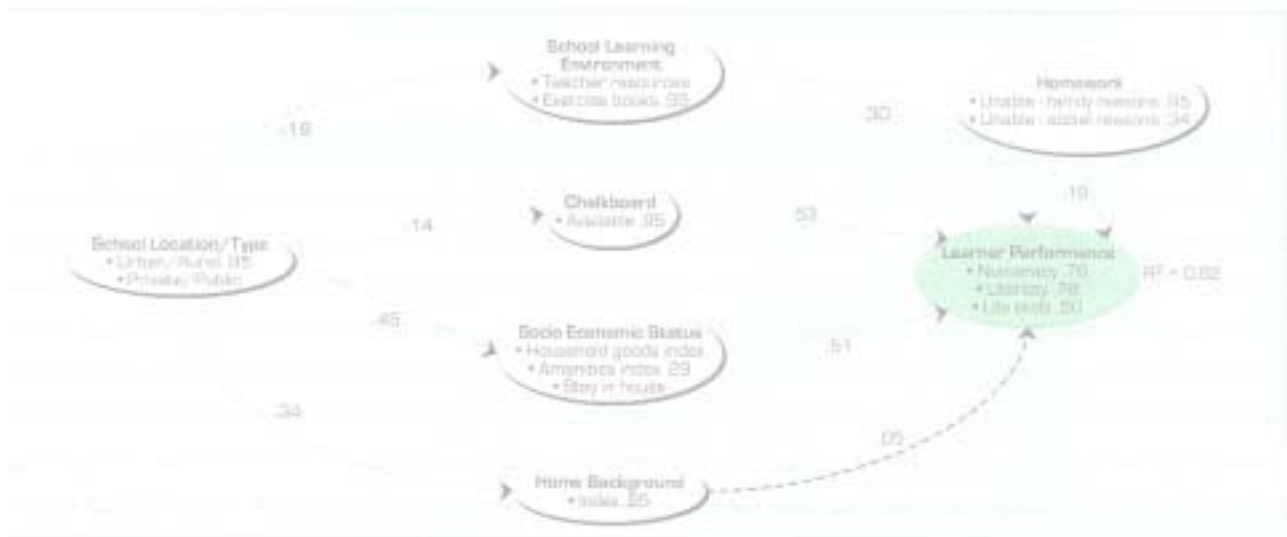 School Learning
Environment
• Teacher resources
• Exercise books .95
Homework
• Unable - family reasons .95
• Unable - school reasons .34
-.19
.30
.19
Chalkboard
• Available .95
.14
.53
School Location/Type
• Urban/Rural .95
• Private/Public
Learner Performance
• Numeracy .76
• Literacy .78
• Life skills .50
R² = 0.62
.45
Socio Economic Status
• Household goods index
• Amenities index .29
• Stay in house
.51
.34
.05
Home Background
• Index .95